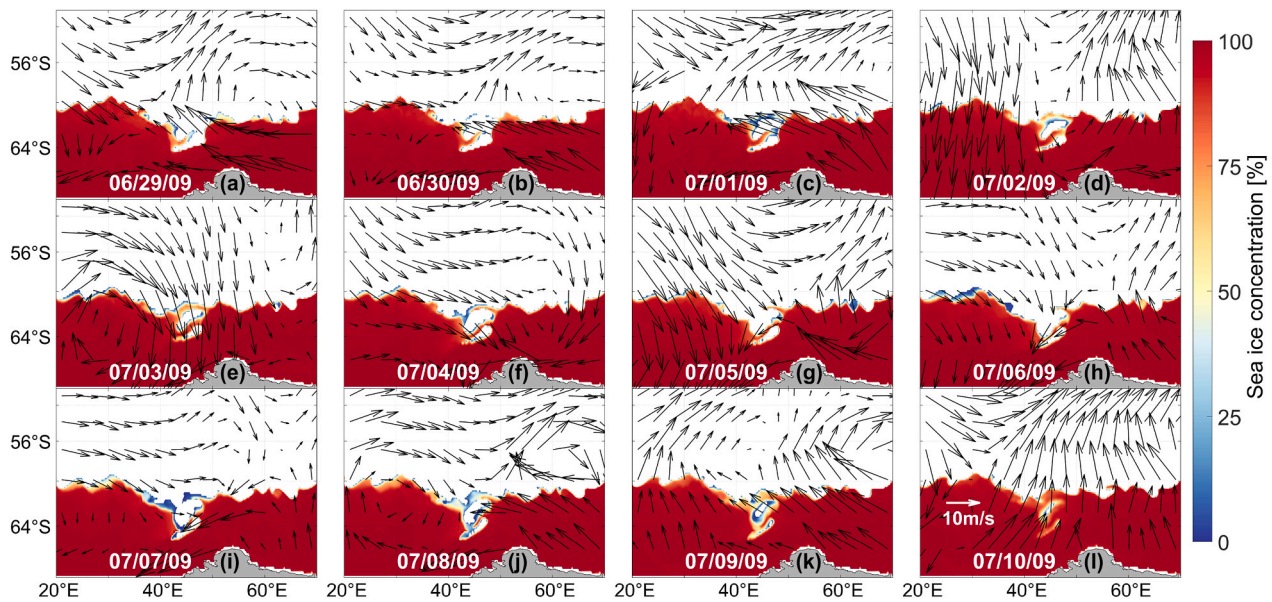 56°S
64°S
06/29/09 (a)
06/30/09 (b)
07/01/09 (c)
07/02/09 (d)
56°S
64°S
07/03/09 (e)
07/04/09 (f)
07/05/09 (g)
07/06/09 (h)
56°S
64°S
07/07/09 (i)
07/08/09 (j)
07/09/09 (k)
10m/s
07/10/09 (l)
20°E 40°E 60°E
20°E 40°E 60°E
20°E 40°E 60°E
20°E 40°E 60°E
100
75
50
25
0
Sea ice concentration [%]